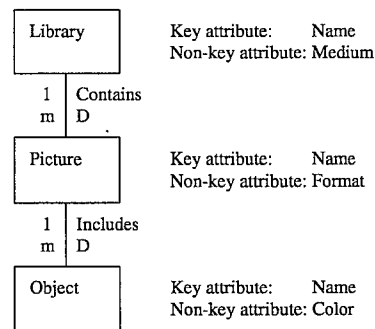 Library Key attribute: Name
Non-key attribute: Medium
1 Contains
m D
Picture Key attribute: Name
Non-key attribute: Format
1 Includes
m D
Object Key attribute: Name
Non-key attribute: Color